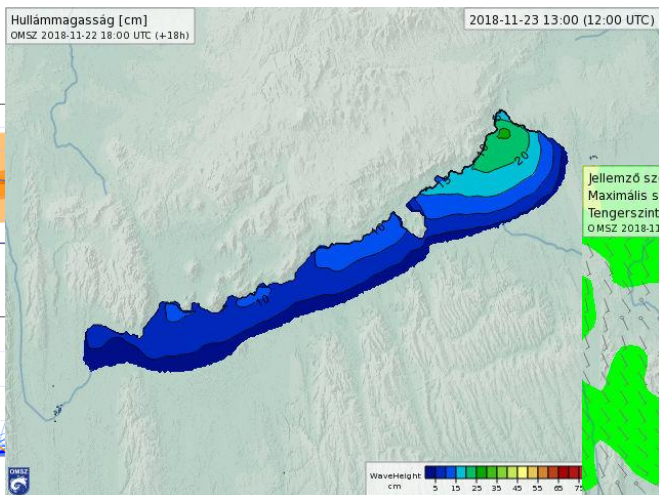 Hullámmagasság [cm]
OMSZ 2018-11-22 18:00 UTC (+18h)
2018-11-23 13:00 (12:00 UTC)
15
10
20
10
10
Jellemző sz
Maximális s
Tengerszint
OMSZ 2018-11
OMSZ
WaveHeight
cm
5 15 25 35 45 55 65 75